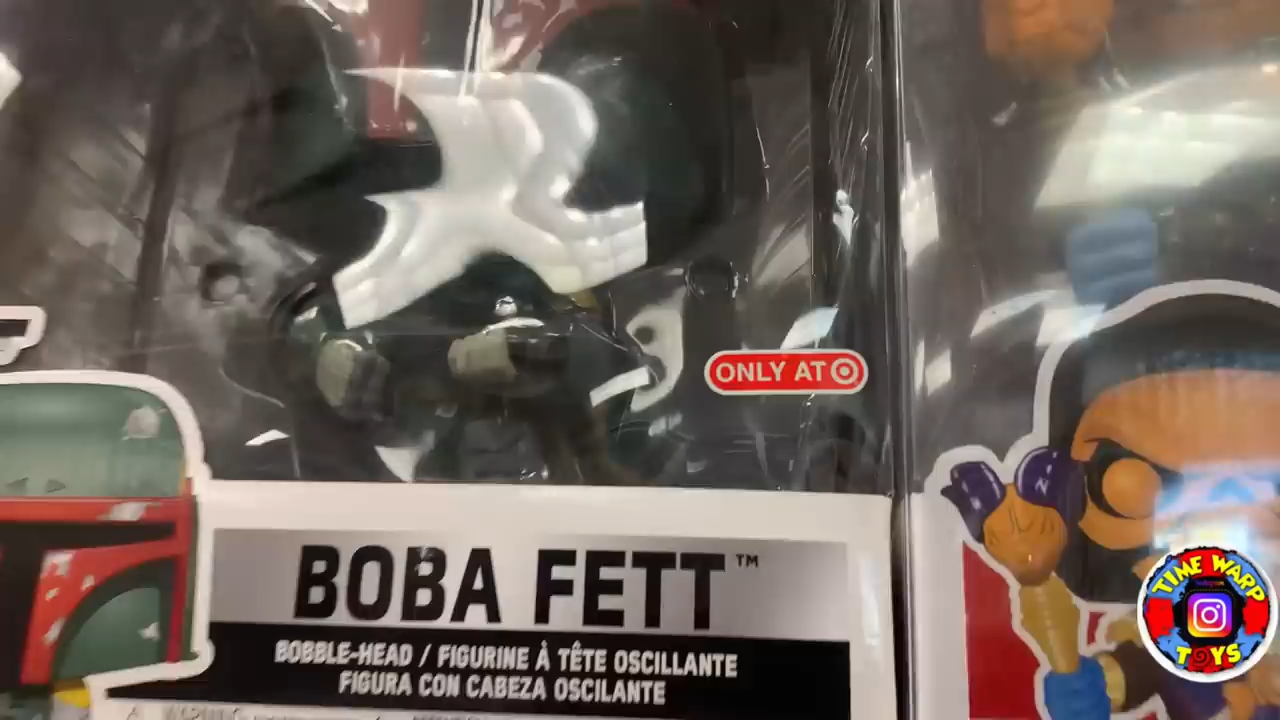 ONLY AT
BOBA FETT™
BOBBLE-HEAD / FIGURINE À TÊTE OSCILLANTE
FIGURA CON CABEZA OSCILANTE
TIME WARP
TOYS